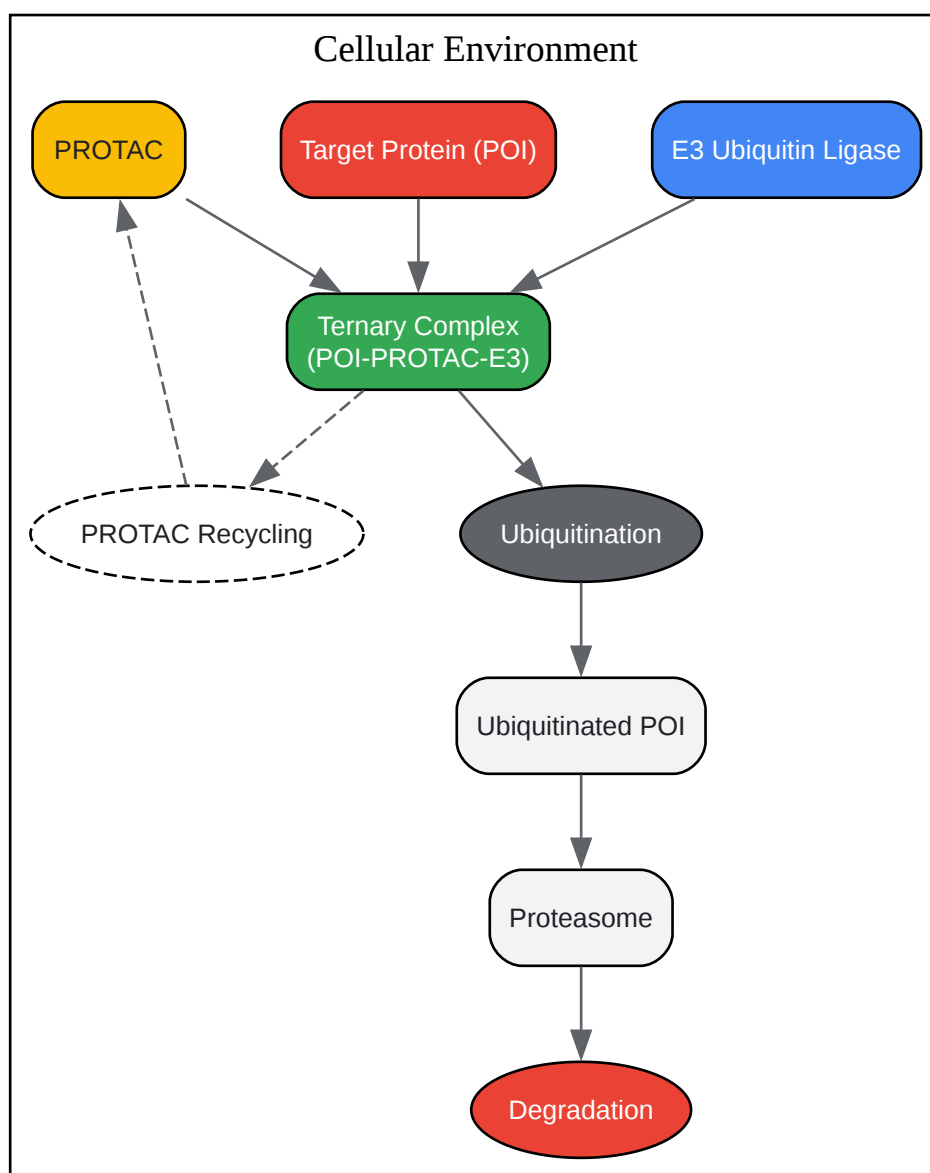 Cellular Environment
PROTAC
Target Protein (POI)
E3 Ubiquitin Ligase
Ternary Complex
(POI-PROTAC-E3)
PROTAC Recycling
Ubiquitination
Ubiquitinated POI
Proteasome
Degradation